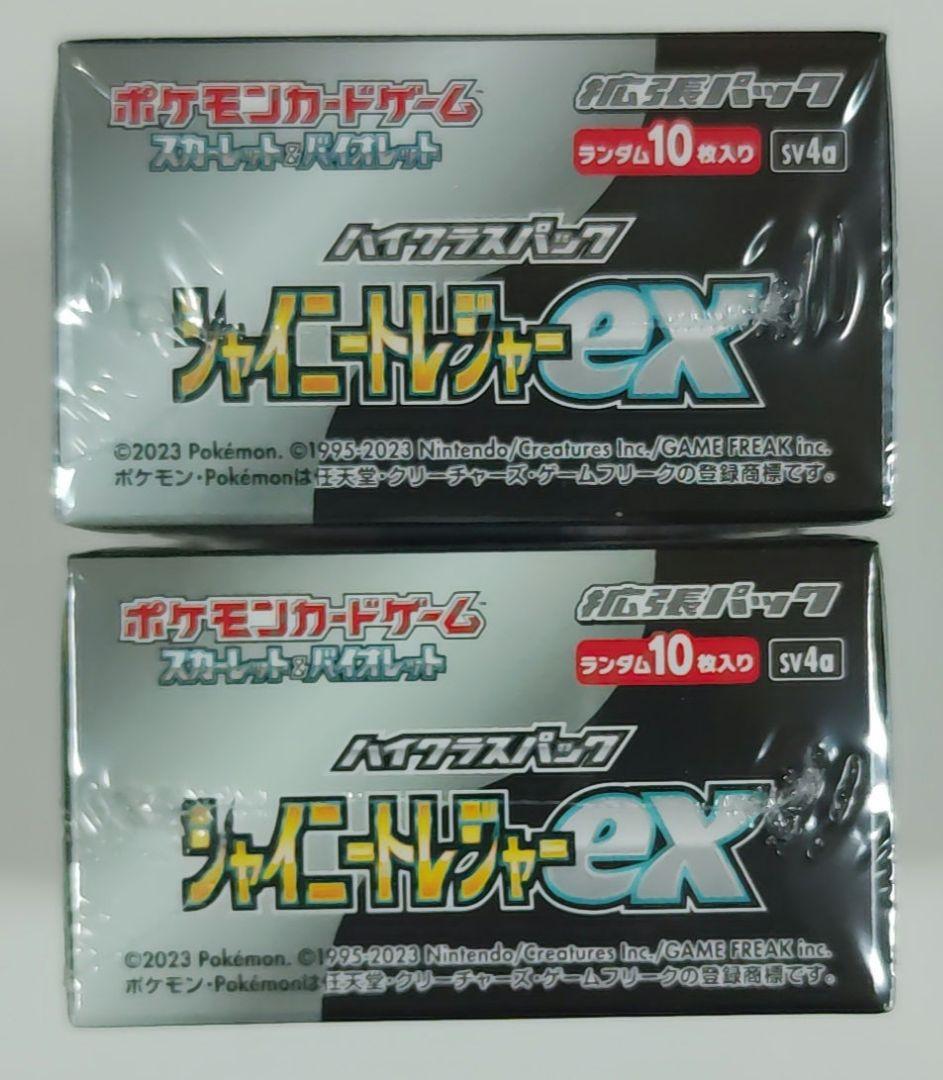 ポケモンカードゲーム™
スカーレット&バイオレット
拡張パック
ランダム10枚入り
SV4a
ハイクラスパック
シャイニートレジャーex
©2023 Pokémon. ©1995-2023 Nintendo/Creatures Inc./GAME FREAK inc.
ポケモン・Pokémonは任天堂・クリーチャーズ・ゲームフリークの登録商標です。
ポケモンカードゲーム™
スカーレット&バイオレット
拡張パック
ランダム10枚入り
SV4a
ハイクラスパック
シャイニートレジャーex
©2023 Pokémon. ©1995-2023 Nintendo/Creatures Inc./GAME FREAK inc.
ポケモン・Pokémonは任天堂・クリーチャーズ・ゲームフリークの登録商標です。